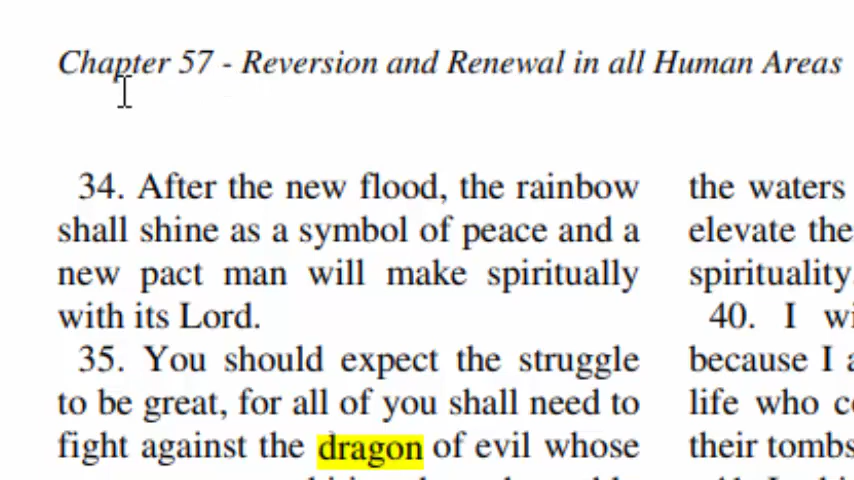 Chapter 57 - Reversion and Renewal in all Human Areas
34. After the new flood, the rainbow
shall shine as a symbol of peace and a
new pact man will make spiritually
with its Lord.
35. You should expect the struggle
to be great, for all of you shall need to
fight against the dragon of evil whose
the waters
elevate the
spirituality
40. I
because I
life who
their tombs